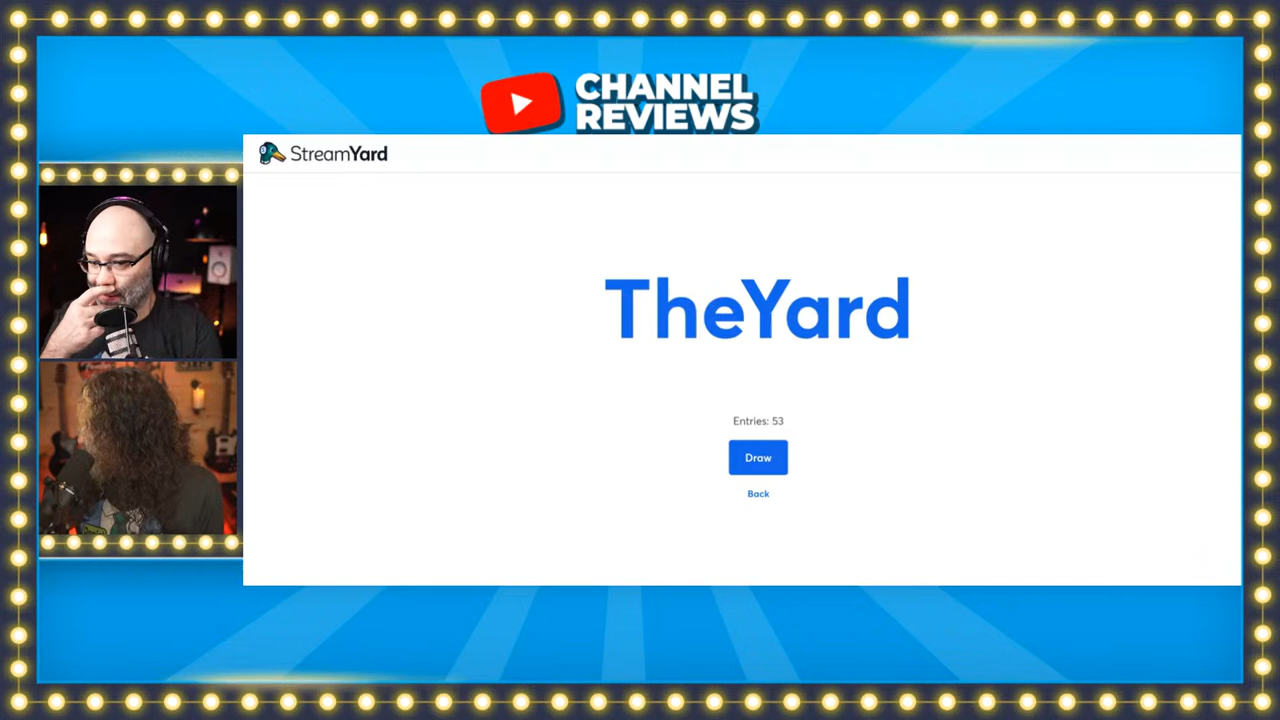 CHANNEL
REVIEWS
StreamYard
TheYard
Entries: 53
Draw
Back